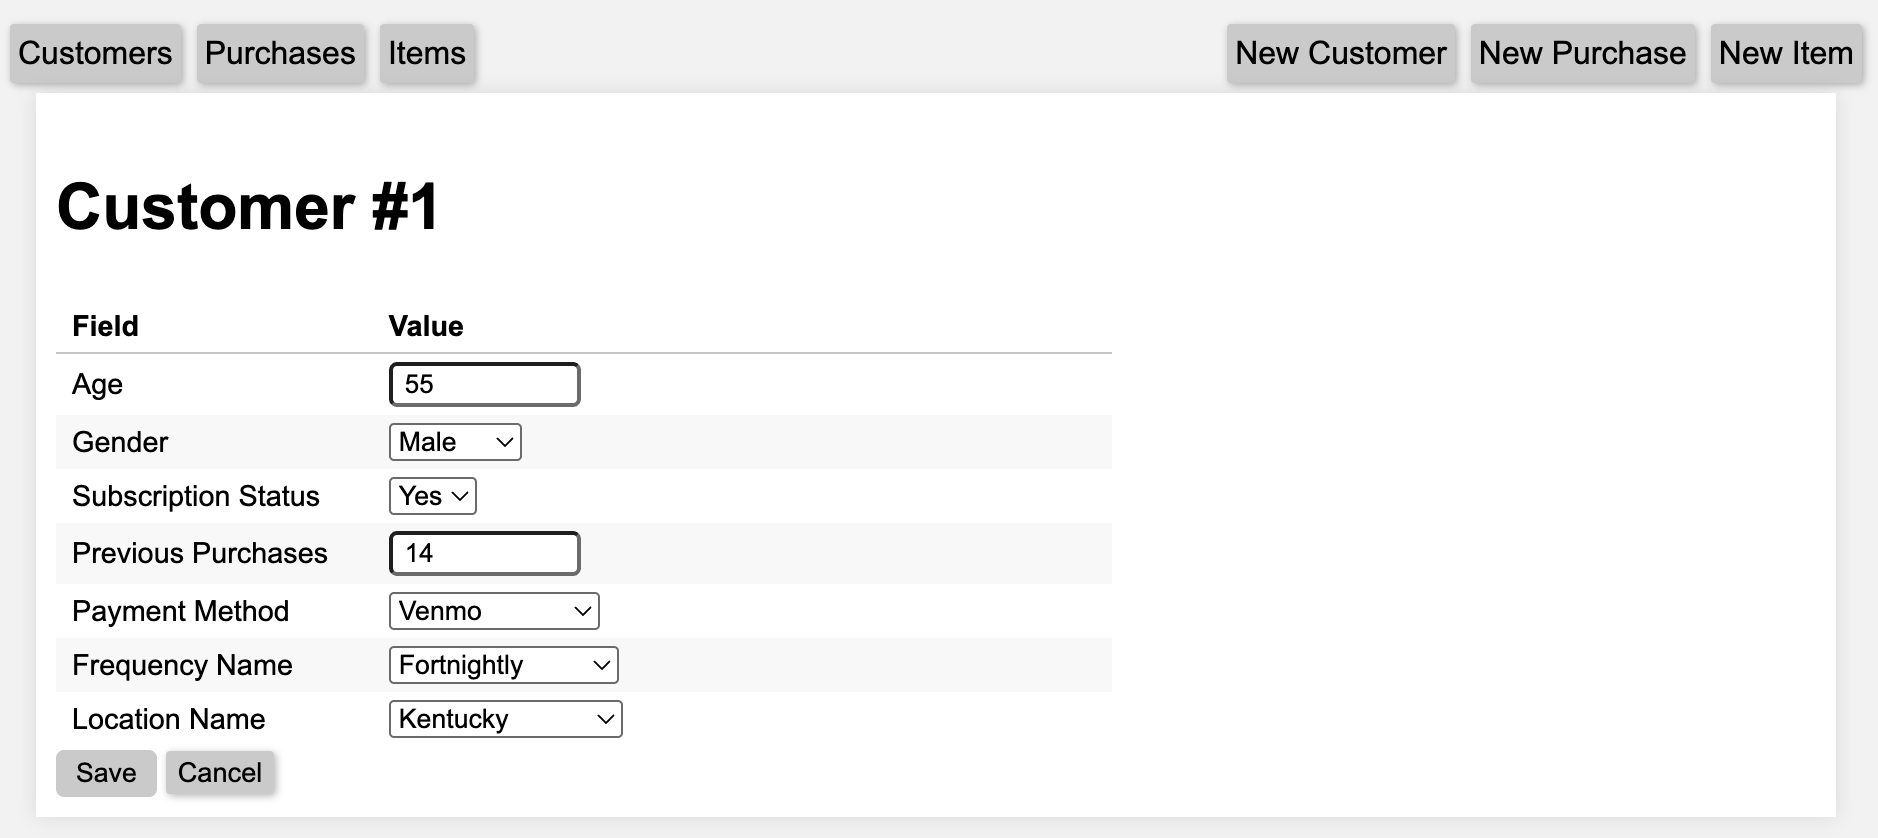 Customers Purchases Items New Customer New Purchase New Item
Customer #1
Field Value
Age 55
Gender Male
Subscription Status Yes
Previous Purchases 14
Payment Method Venmo
Frequency Name Fortnightly
Location Name Kentucky
Save Cancel